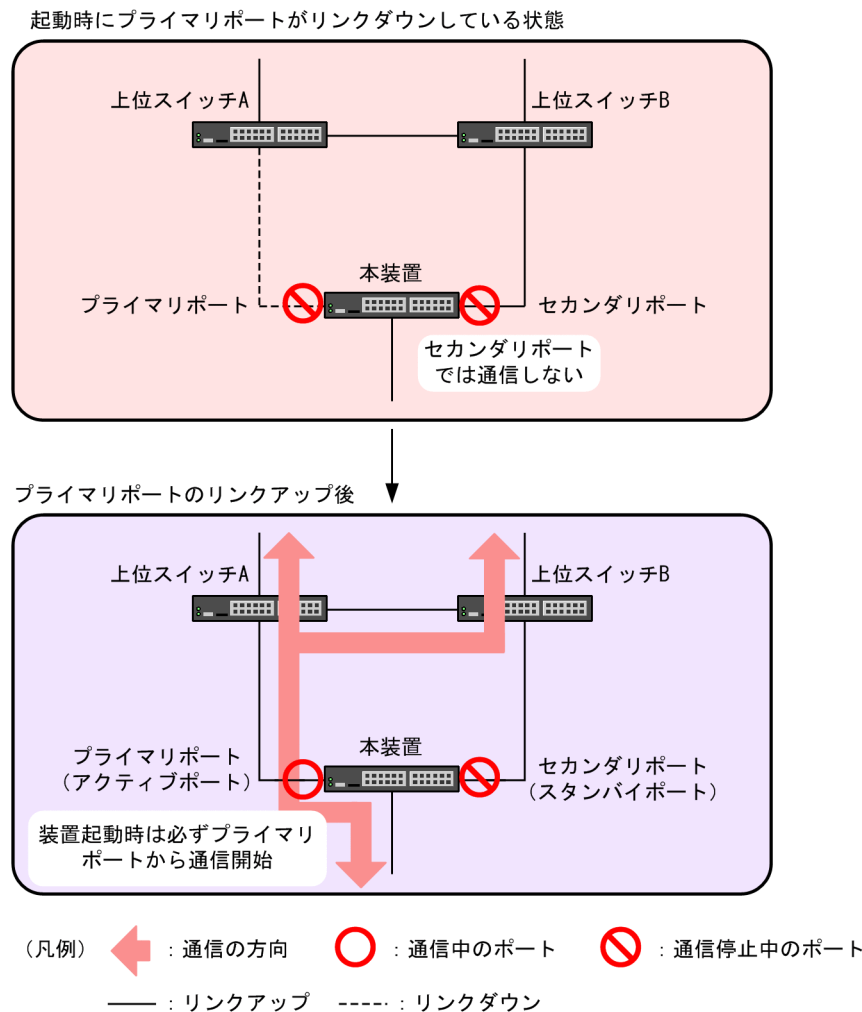 起動時にプライマリポートがリンクダウンしている状態
上位スイッチA
上位スイッチB
本装置
プライマリポート
セカンダリポート
セカンダリポート
では通信しない
プライマリポートのリンクアップ後
上位スイッチA
上位スイッチB
本装置
プライマリポート
（アクティブポート）
セカンダリポート
（スタンバイポート）
装置起動時は必ずプライマリ
ポートから通信開始
（凡例） ：通信の方向 ：通信中のポート ：通信停止中のポート
：リンクアップ ：リンクダウン